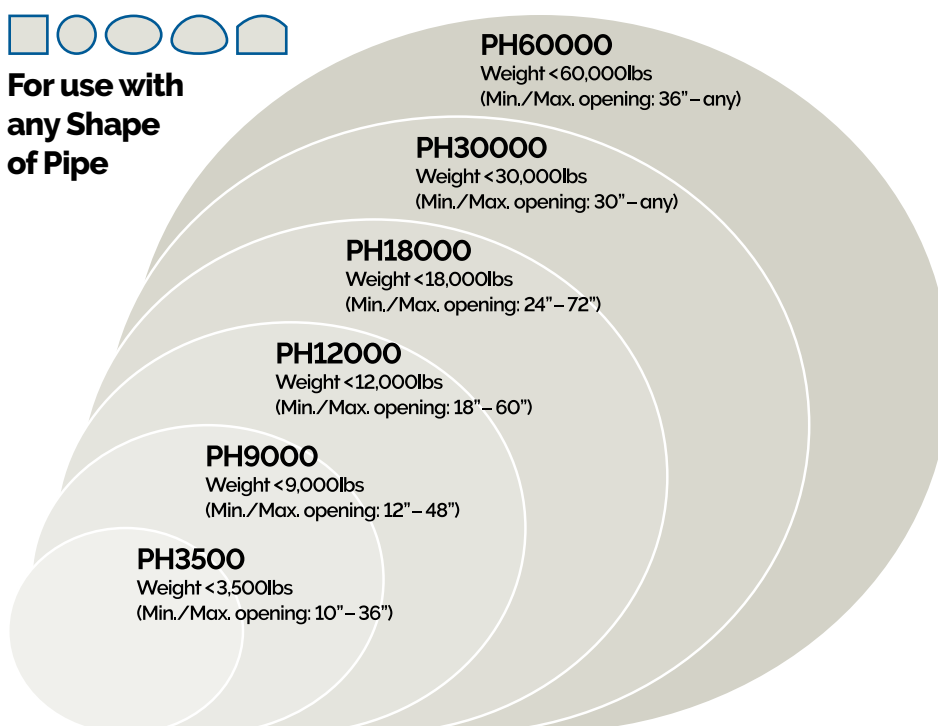 For use with
any Shape
of Pipe
PH60000
Weight <60,000lbs
(Min./Max. opening: 36”–any)
PH30000
Weight <30,000lbs
(Min./Max. opening: 30”–any)
PH18000
Weight <18,000lbs
(Min./Max. opening: 24”–72”)
PH12000
Weight <12,000lbs
(Min./Max. opening: 18”–60”)
PH9000
Weight <9,000lbs
(Min./Max. opening: 12”–48”)
PH3500
Weight <3,500lbs
(Min./Max. opening: 10”–36”)